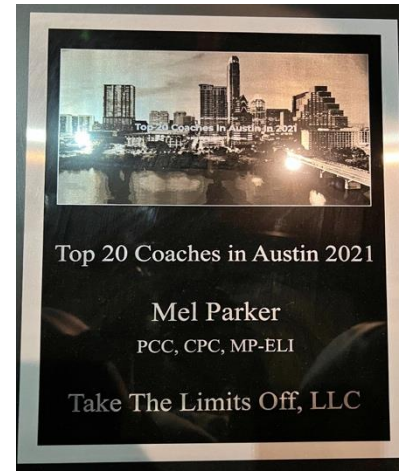 Top 20 Coaches in Austin in 2021
Top 20 Coaches in Austin 2021
Mel Parker
PCC, CPC, MP-ELI
Take The Limits Off, LLC